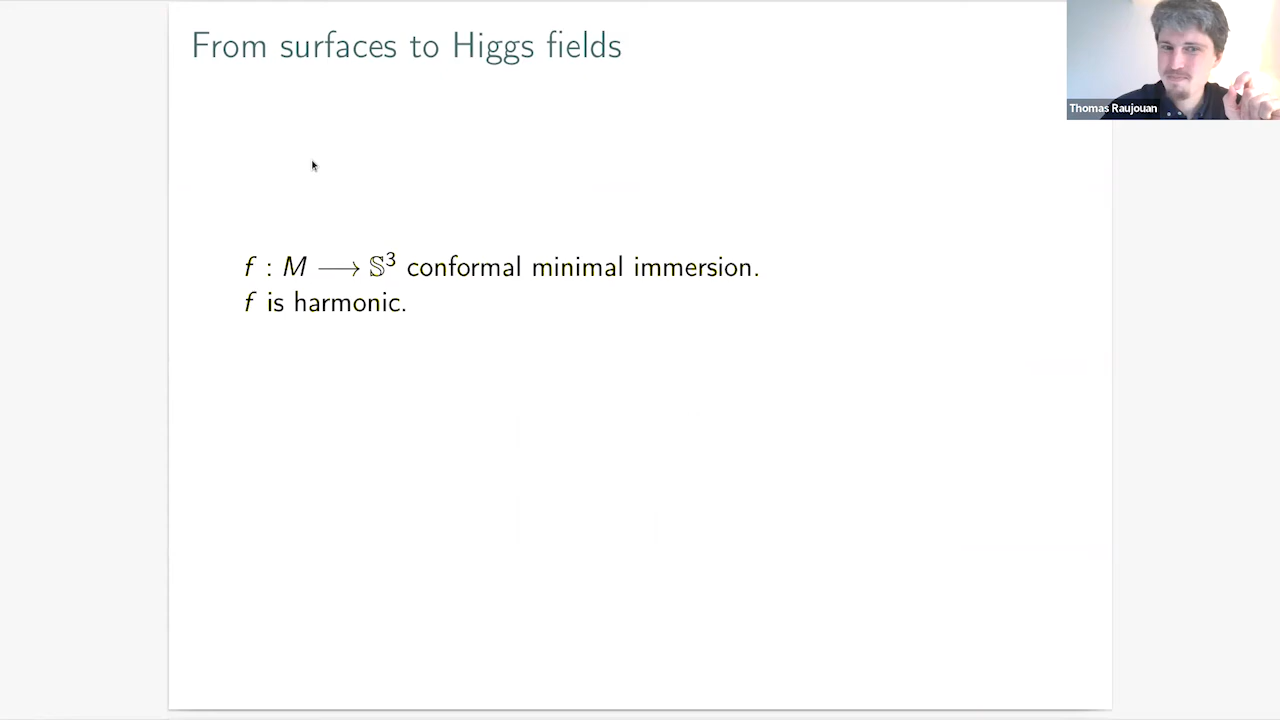 From surfaces to Higgs fields
Thomas Raujouan
f : M ⟶ 𝕊³ conformal minimal immersion.
f is harmonic.